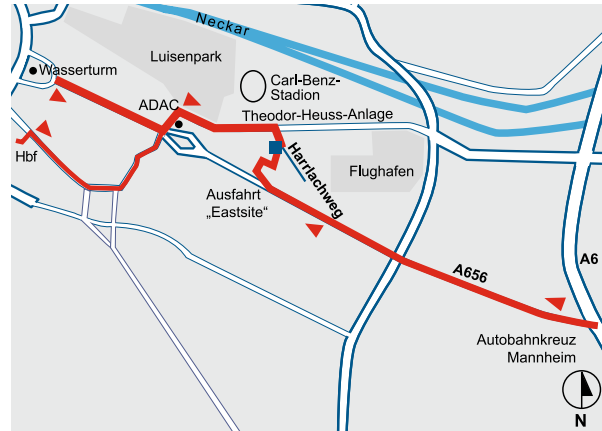 Neckar
Luisenpark
Wasserturm
Carl-Benz-
Stadion
ADAC
Theodor-Heuss-Anlage
Hbf
Harrlachweg
Flughafen
Ausfahrt
„Eastsite“
A656
A6
Autobahnkreuz
Mannheim
N